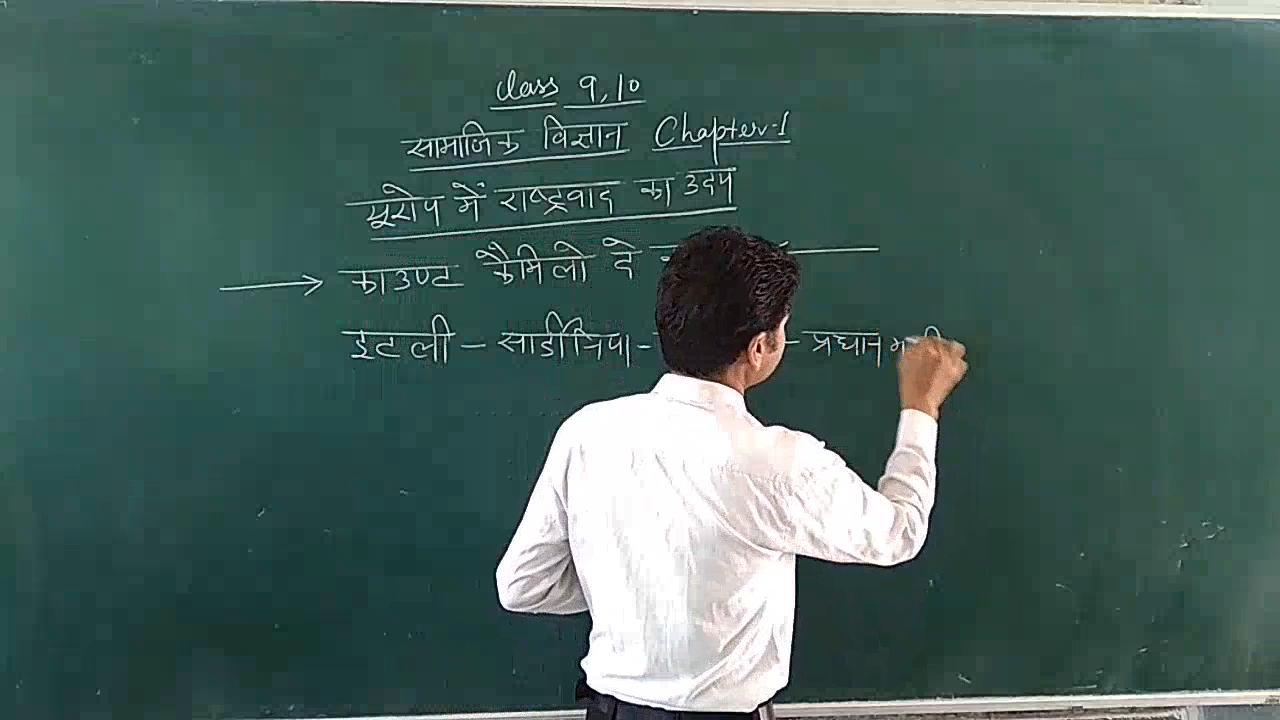 Class 9,10
सामाजिक विज्ञान Chapter-1
यूरोप में राष्ट्रवाद का उदय
→ काउण्ट कैमिलो दे
इटली - सार्डीनिया - - प्रधान